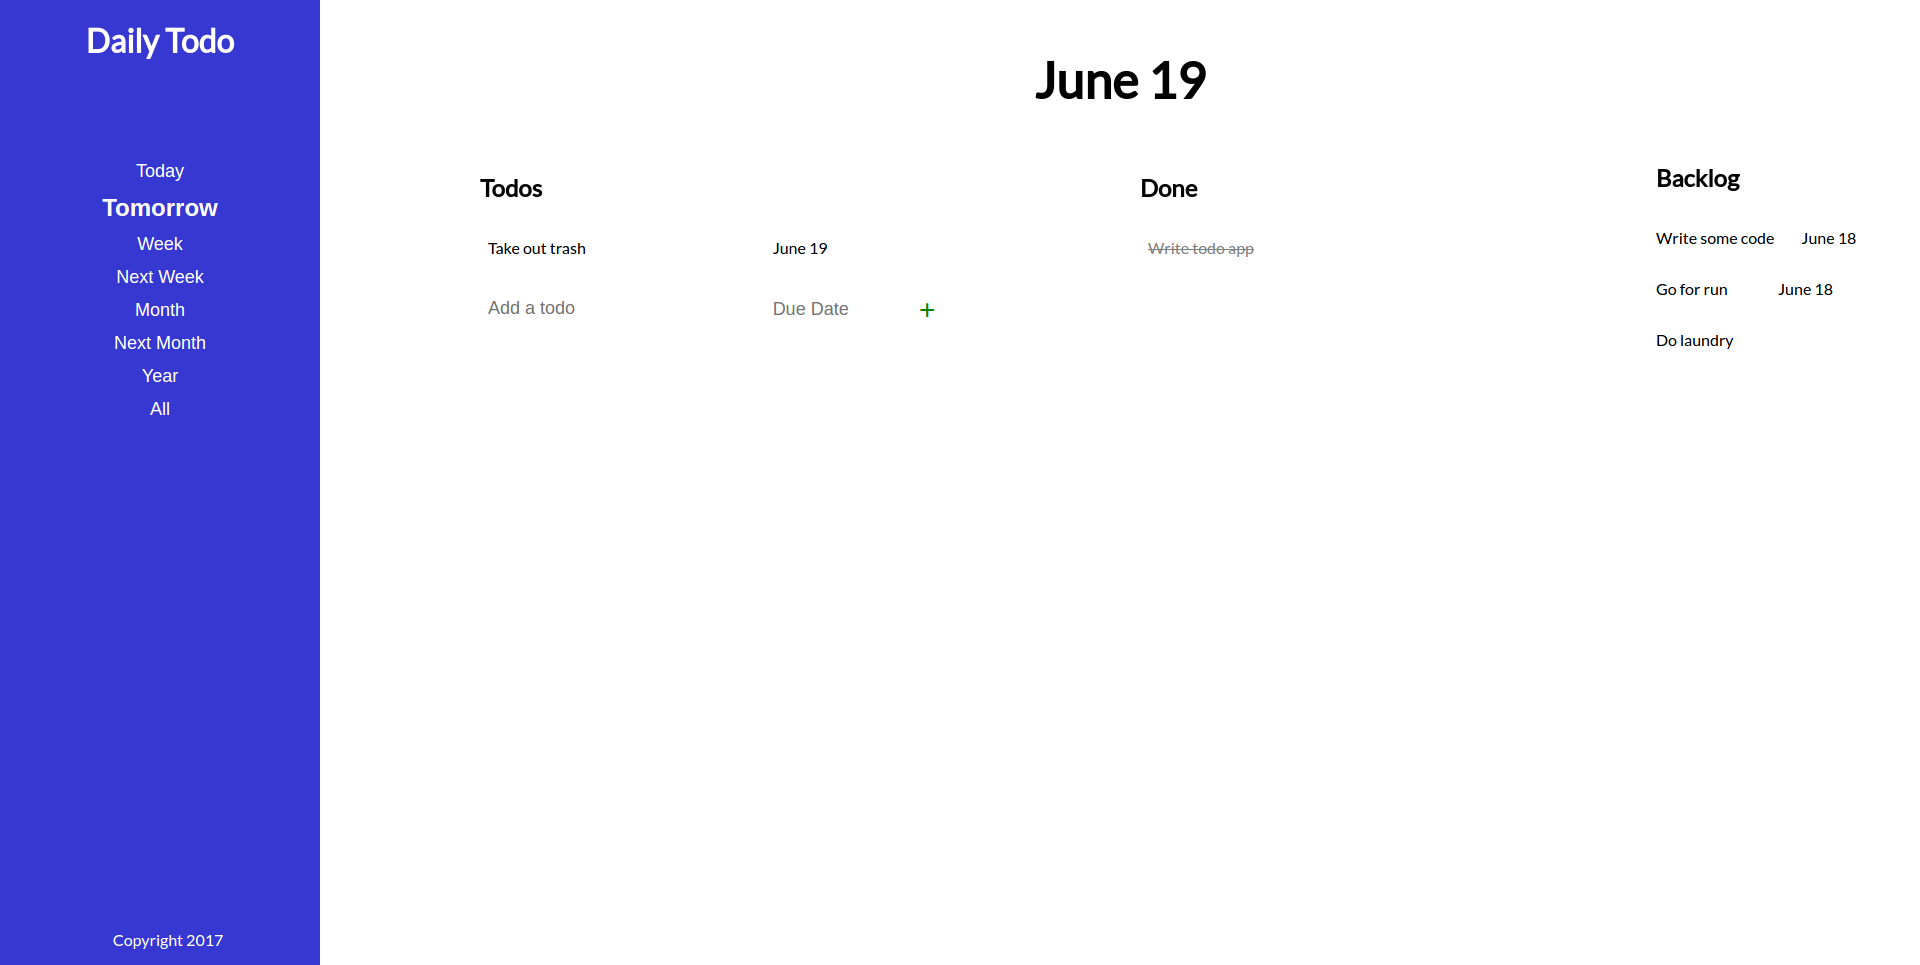 Daily Todo
Today
Tomorrow
Week
Next Week
Month
Next Month
Year
All
Copyright 2017
June 19
Todos
Take out trash June 19
Add a todo Due Date +
Done
Write todo app
Backlog
Write some code June 18
Go for run June 18
Do laundry